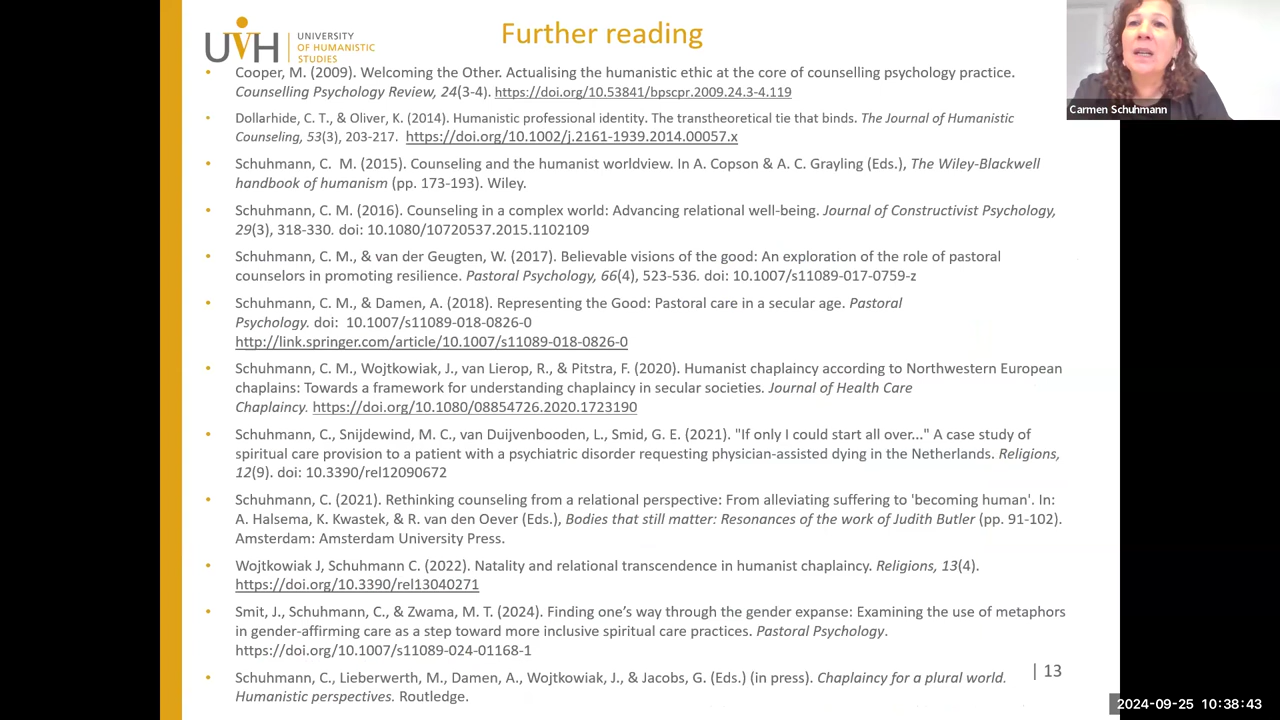 UVH
UNIVERSITY
OF HUMANISTIC
STUDIES
Further reading
• Cooper, M. (2009). Welcoming the Other. Actualising the humanistic ethic at the core of counselling psychology practice.
Counselling Psychology Review, 24(3-4). https://doi.org/10.53841/bpscpr.2009.24.3-4.119
• Dollarhide, C. T., & Oliver, K. (2014). Humanistic professional identity. The transtheoretical tie that binds. The Journal of Humanistic
Counseling, 53(3), 203-217. https://doi.org/10.1002/j.2161-1939.2014.00057.x
• Schuhmann, C. M. (2015). Counseling and the humanist worldview. In A. Copson & A. C. Grayling (Eds.), The Wiley-Blackwell
handbook of humanism (pp. 173-193). Wiley.
• Schuhmann, C. M. (2016). Counseling in a complex world: Advancing relational well-being. Journal of Constructivist Psychology,
29(3), 318-330. doi: 10.1080/10720537.2015.1102109
• Schuhmann, C. M., & van der Geugten, W. (2017). Believable visions of the good: An exploration of the role of pastoral
counselors in promoting resilience. Pastoral Psychology, 66(4), 523-536. doi: 10.1007/s11089-017-0759-z
• Schuhmann, C. M., & Damen, A. (2018). Representing the Good: Pastoral care in a secular age. Pastoral
Psychology. doi: 10.1007/s11089-018-0826-0
http://link.springer.com/article/10.1007/s11089-018-0826-0
• Schuhmann, C. M., Wojtkowiak, J., van Lierop, R., & Pitstra, F. (2020). Humanist chaplaincy according to Northwestern European
chaplains: Towards a framework for understanding chaplaincy in secular societies. Journal of Health Care
Chaplaincy. https://doi.org/10.1080/08854726.2020.1723190
• Schuhmann, C., Snijdewind, M. C., van Duijvenbooden, L., Smid, G. E. (2021). "If only I could start all over..." A case study of
spiritual care provision to a patient with a psychiatric disorder requesting physician-assisted dying in the Netherlands. Religions,
12(9). doi: 10.3390/rel12090672
• Schuhmann, C. (2021). Rethinking counseling from a relational perspective: From alleviating suffering to 'becoming human'. In:
A. Halsema, K. Kwastek, & R. van den Oever (Eds.), Bodies that still matter: Resonances of the work of Judith Butler (pp. 91-102).
Amsterdam: Amsterdam University Press.
• Wojtkowiak J, Schuhmann C. (2022). Natality and relational transcendence in humanist chaplaincy. Religions, 13(4).
https://doi.org/10.3390/rel13040271
• Smit, J., Schuhmann, C., & Zwama, M. T. (2024). Finding one’s way through the gender expanse: Examining the use of metaphors
in gender-affirming care as a step toward more inclusive spiritual care practices. Pastoral Psychology.
https://doi.org/10.1007/s11089-024-01168-1
• Schuhmann, C., Lieberwerth, M., Damen, A., Wojtkowiak, J., & Jacobs, G. (Eds.) (in press). Chaplaincy for a plural world.
Humanistic perspectives. Routledge.
| 13
Carmen Schuhmann
2024-09-25 10:38:43